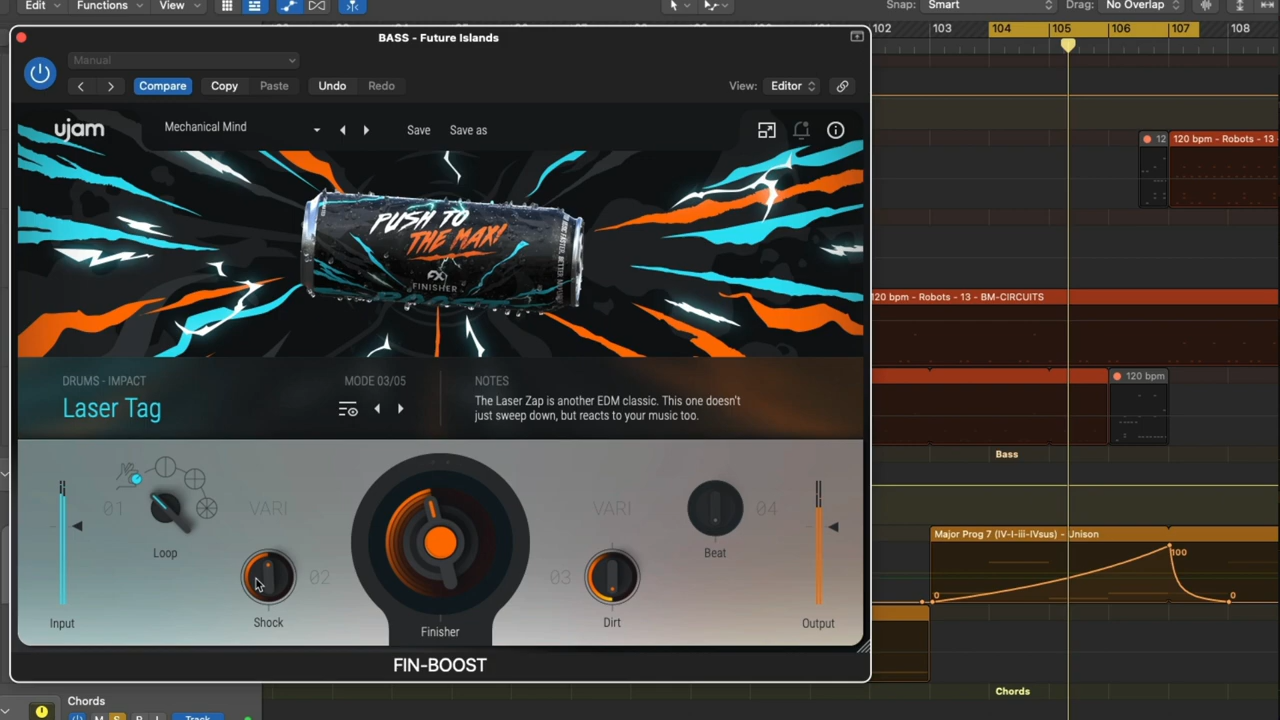 Edit
Functions
View
Snap:
Smart
Drag:
No Overlap
BASS - Future Islands
102
103
104
105
106
107
108
Manual
Compare
Copy
Paste
Undo
Redo
View:
Editor
ujam
Mechanical Mind
Save
Save as
12
120 bpm - Robots - 13
PUSH TO
THE MAX!
FINISHER
120 bpm - Robots - 13 - BM-CIRCUITS
DRUMS - IMPACT
MODE 03/05
NOTES
Laser Tag
The Laser Zap is another EDM classic. This one doesn't
just sweep down, but reacts to your music too.
120 bpm
Bass
01
VARI
VARI
04
Major Prog 7 (IV-I-iii-IVsus) - Unison
100
0
0
Loop
02
03
Beat
Input
Shock
Finisher
Dirt
Output
FIN-BOOST
Chords
Chords
M
S
R
I
Track